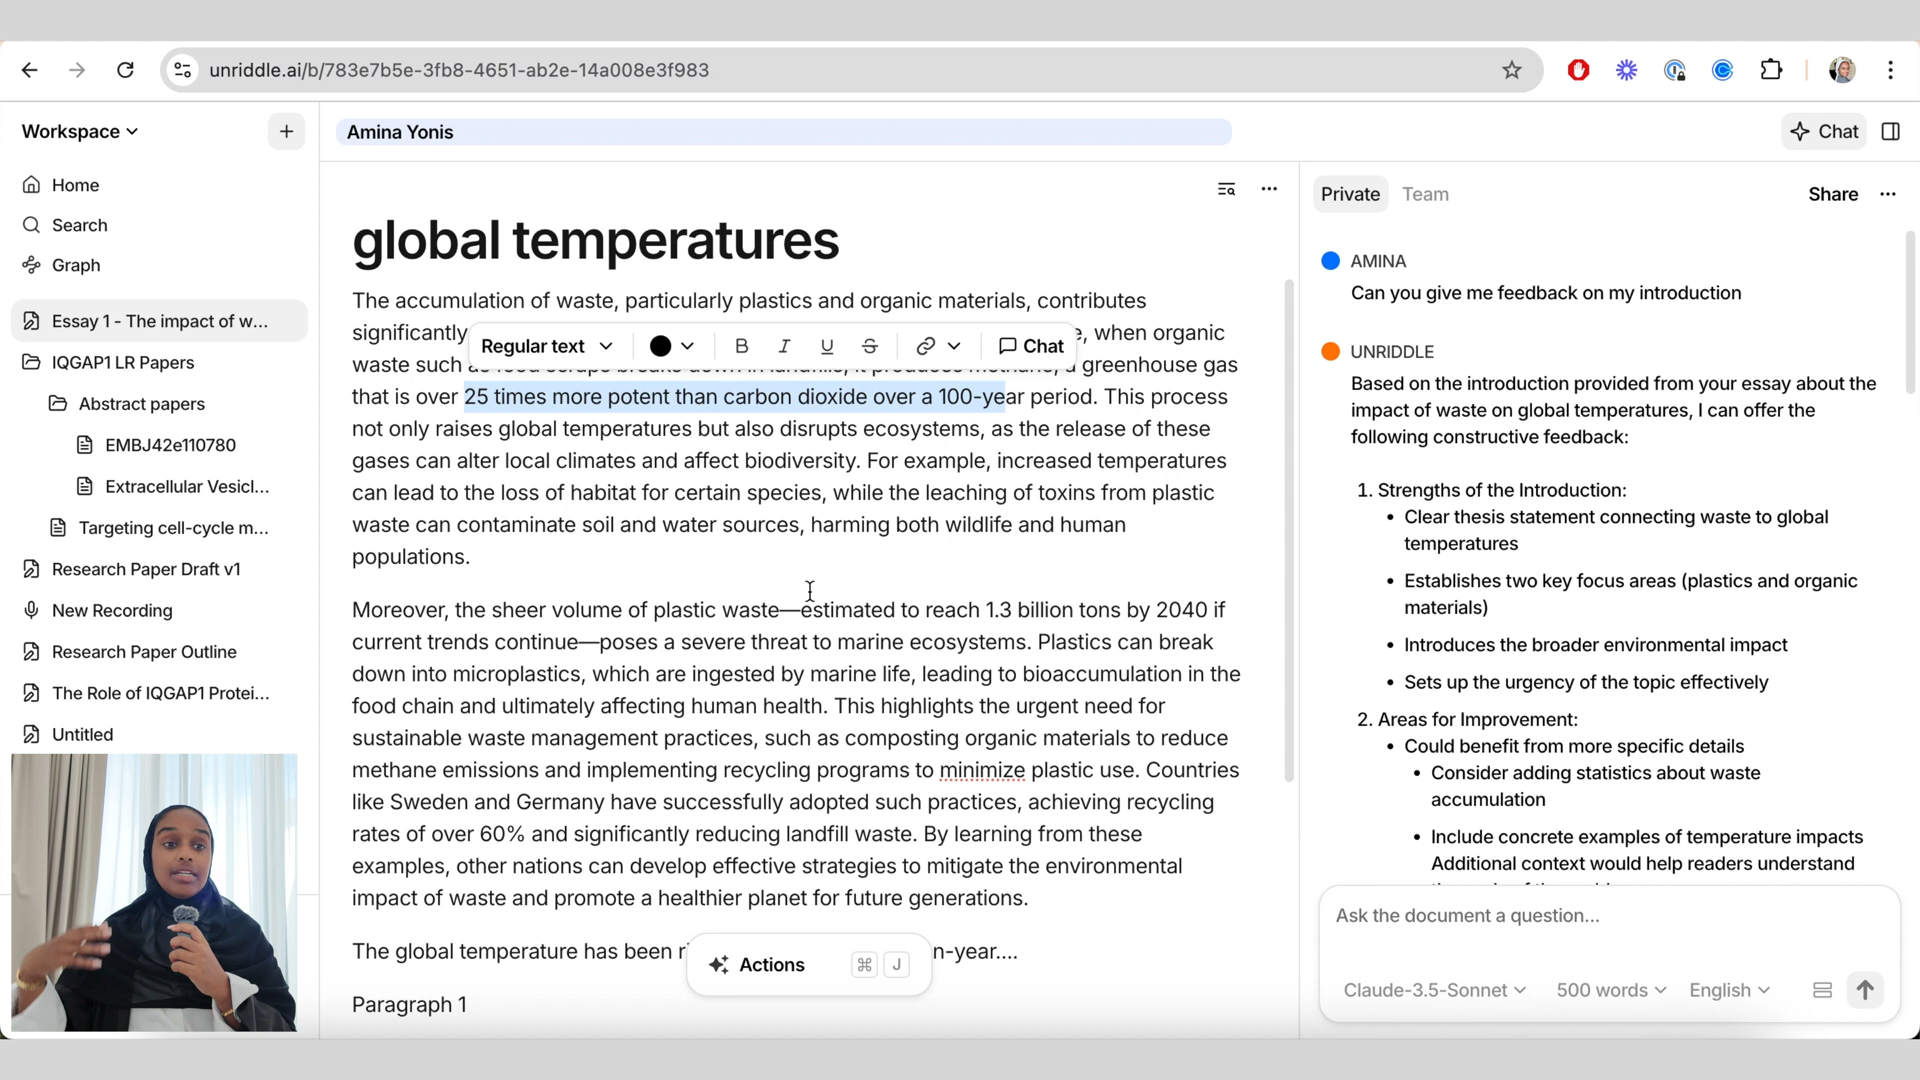 unriddle.ai/b/783e7b5e-3fb8-4651-ab2e-14a008e3f983
Workspace
Home
Search
Graph
Essay 1 - The impact of w...
IQGAP1 LR Papers
Abstract papers
EMBJ42e110780
Extracellular Vesicl...
Targeting cell-cycle m...
Research Paper Draft v1
New Recording
Research Paper Outline
The Role of IQGAP1 Protei...
Untitled
Amina Yonis
global temperatures
The accumulation of waste, particularly plastics and organic materials, contributes
significantly
e, when organic
Regular text
B I U S
Chat
waste such as food scraps breaks down in landfills, it produces methane, a greenhouse gas
that is over 25 times more potent than carbon dioxide over a 100-year period. This process
not only raises global temperatures but also disrupts ecosystems, as the release of these
gases can alter local climates and affect biodiversity. For example, increased temperatures
can lead to the loss of habitat for certain species, while the leaching of toxins from plastic
waste can contaminate soil and water sources, harming both wildlife and human
populations.
Moreover, the sheer volume of plastic waste—estimated to reach 1.3 billion tons by 2040 if
current trends continue—poses a severe threat to marine ecosystems. Plastics can break
down into microplastics, which are ingested by marine life, leading to bioaccumulation in the
food chain and ultimately affecting human health. This highlights the urgent need for
sustainable waste management practices, such as composting organic materials to reduce
methane emissions and implementing recycling programs to minimize plastic use. Countries
like Sweden and Germany have successfully adopted such practices, achieving recycling
rates of over 60% and significantly reducing landfill waste. By learning from these
examples, other nations can develop effective strategies to mitigate the environmental
impact of waste and promote a healthier planet for future generations.
The global temperature has been r
n-year....
Actions ⌘ J
Paragraph 1
Chat
Private Team Share
AMINA
Can you give me feedback on my introduction
UNRIDDLE
Based on the introduction provided from your essay about the
impact of waste on global temperatures, I can offer the
following constructive feedback:
1. Strengths of the Introduction:
• Clear thesis statement connecting waste to global
temperatures
• Establishes two key focus areas (plastics and organic
materials)
• Introduces the broader environmental impact
• Sets up the urgency of the topic effectively
2. Areas for Improvement:
• Could benefit from more specific details
• Consider adding statistics about waste
accumulation
• Include concrete examples of temperature impacts
Additional context would help readers understand
Ask the document a question...
Claude-3.5-Sonnet 500 words English